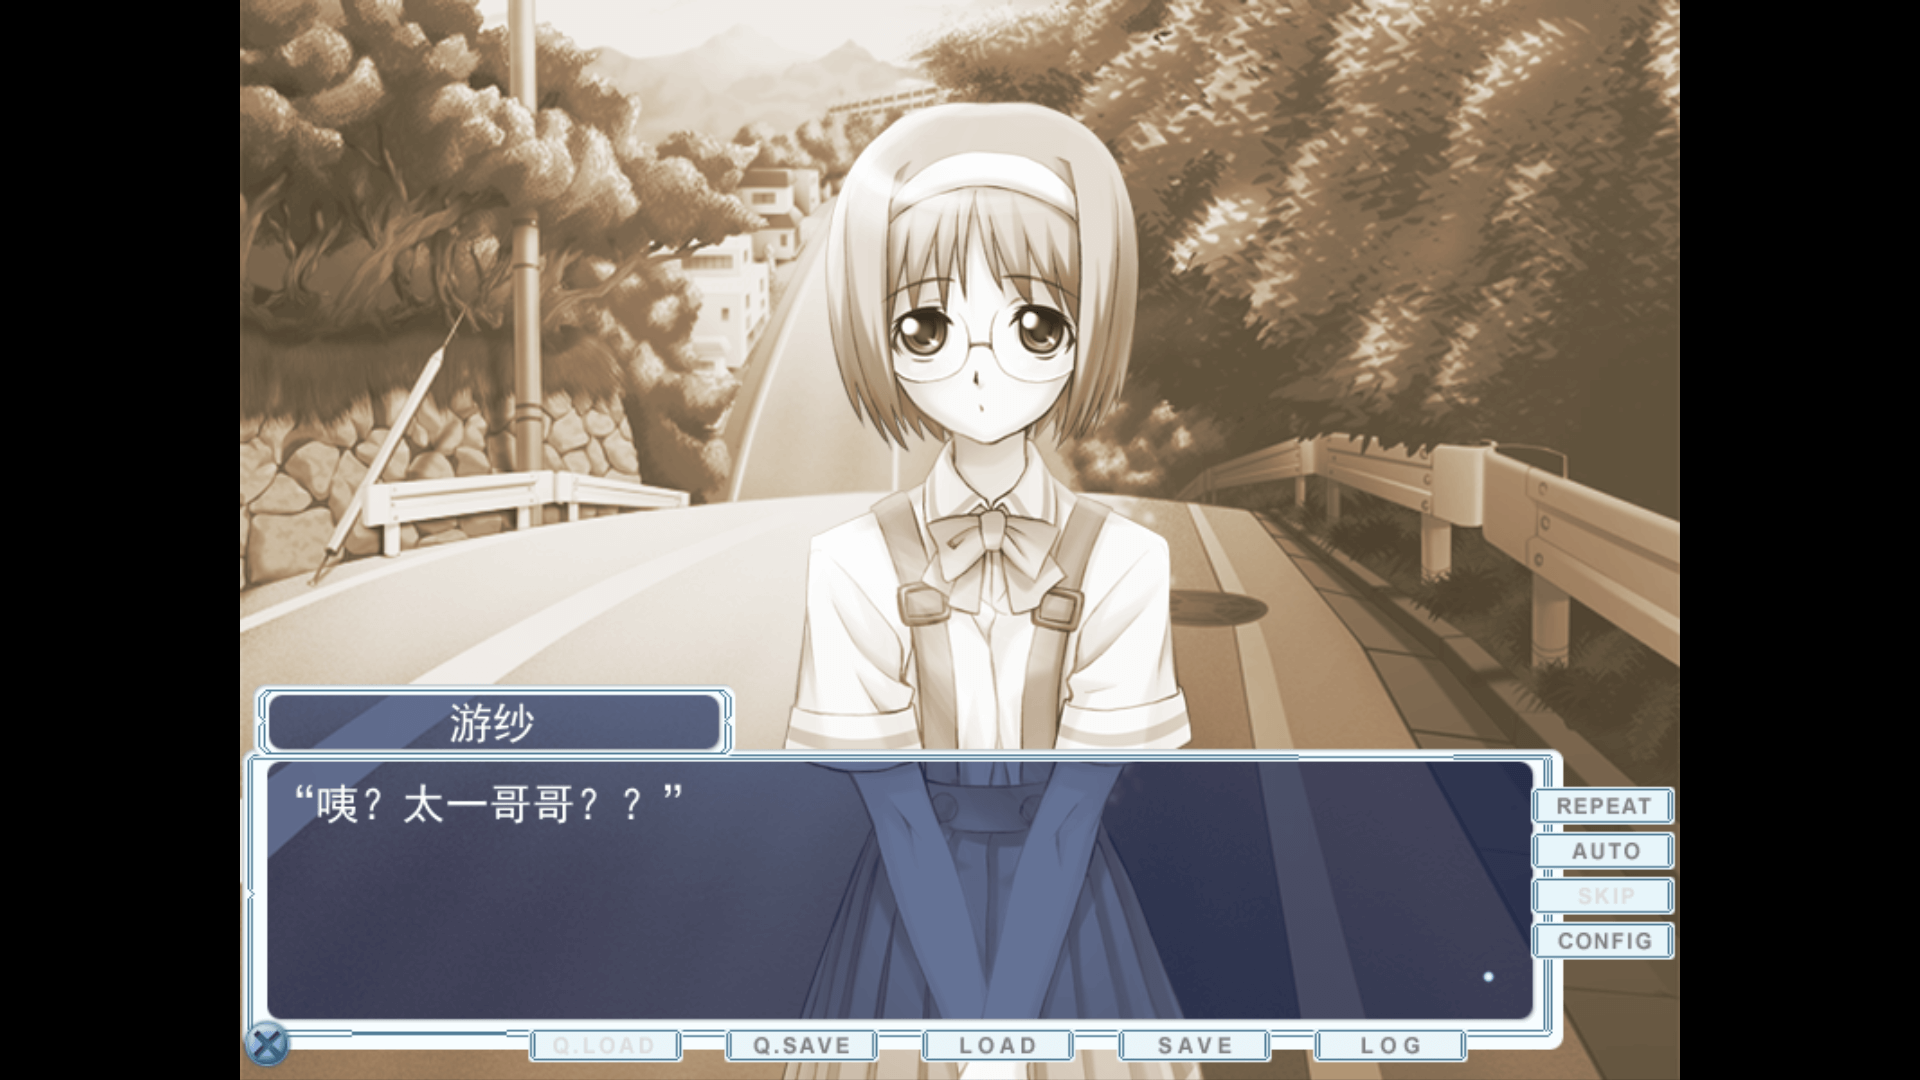 游纱
“咦？太一哥哥？？”
REPEAT
AUTO
SKIP
CONFIG
Q.LOAD
Q.SAVE
LOAD
SAVE
LOG